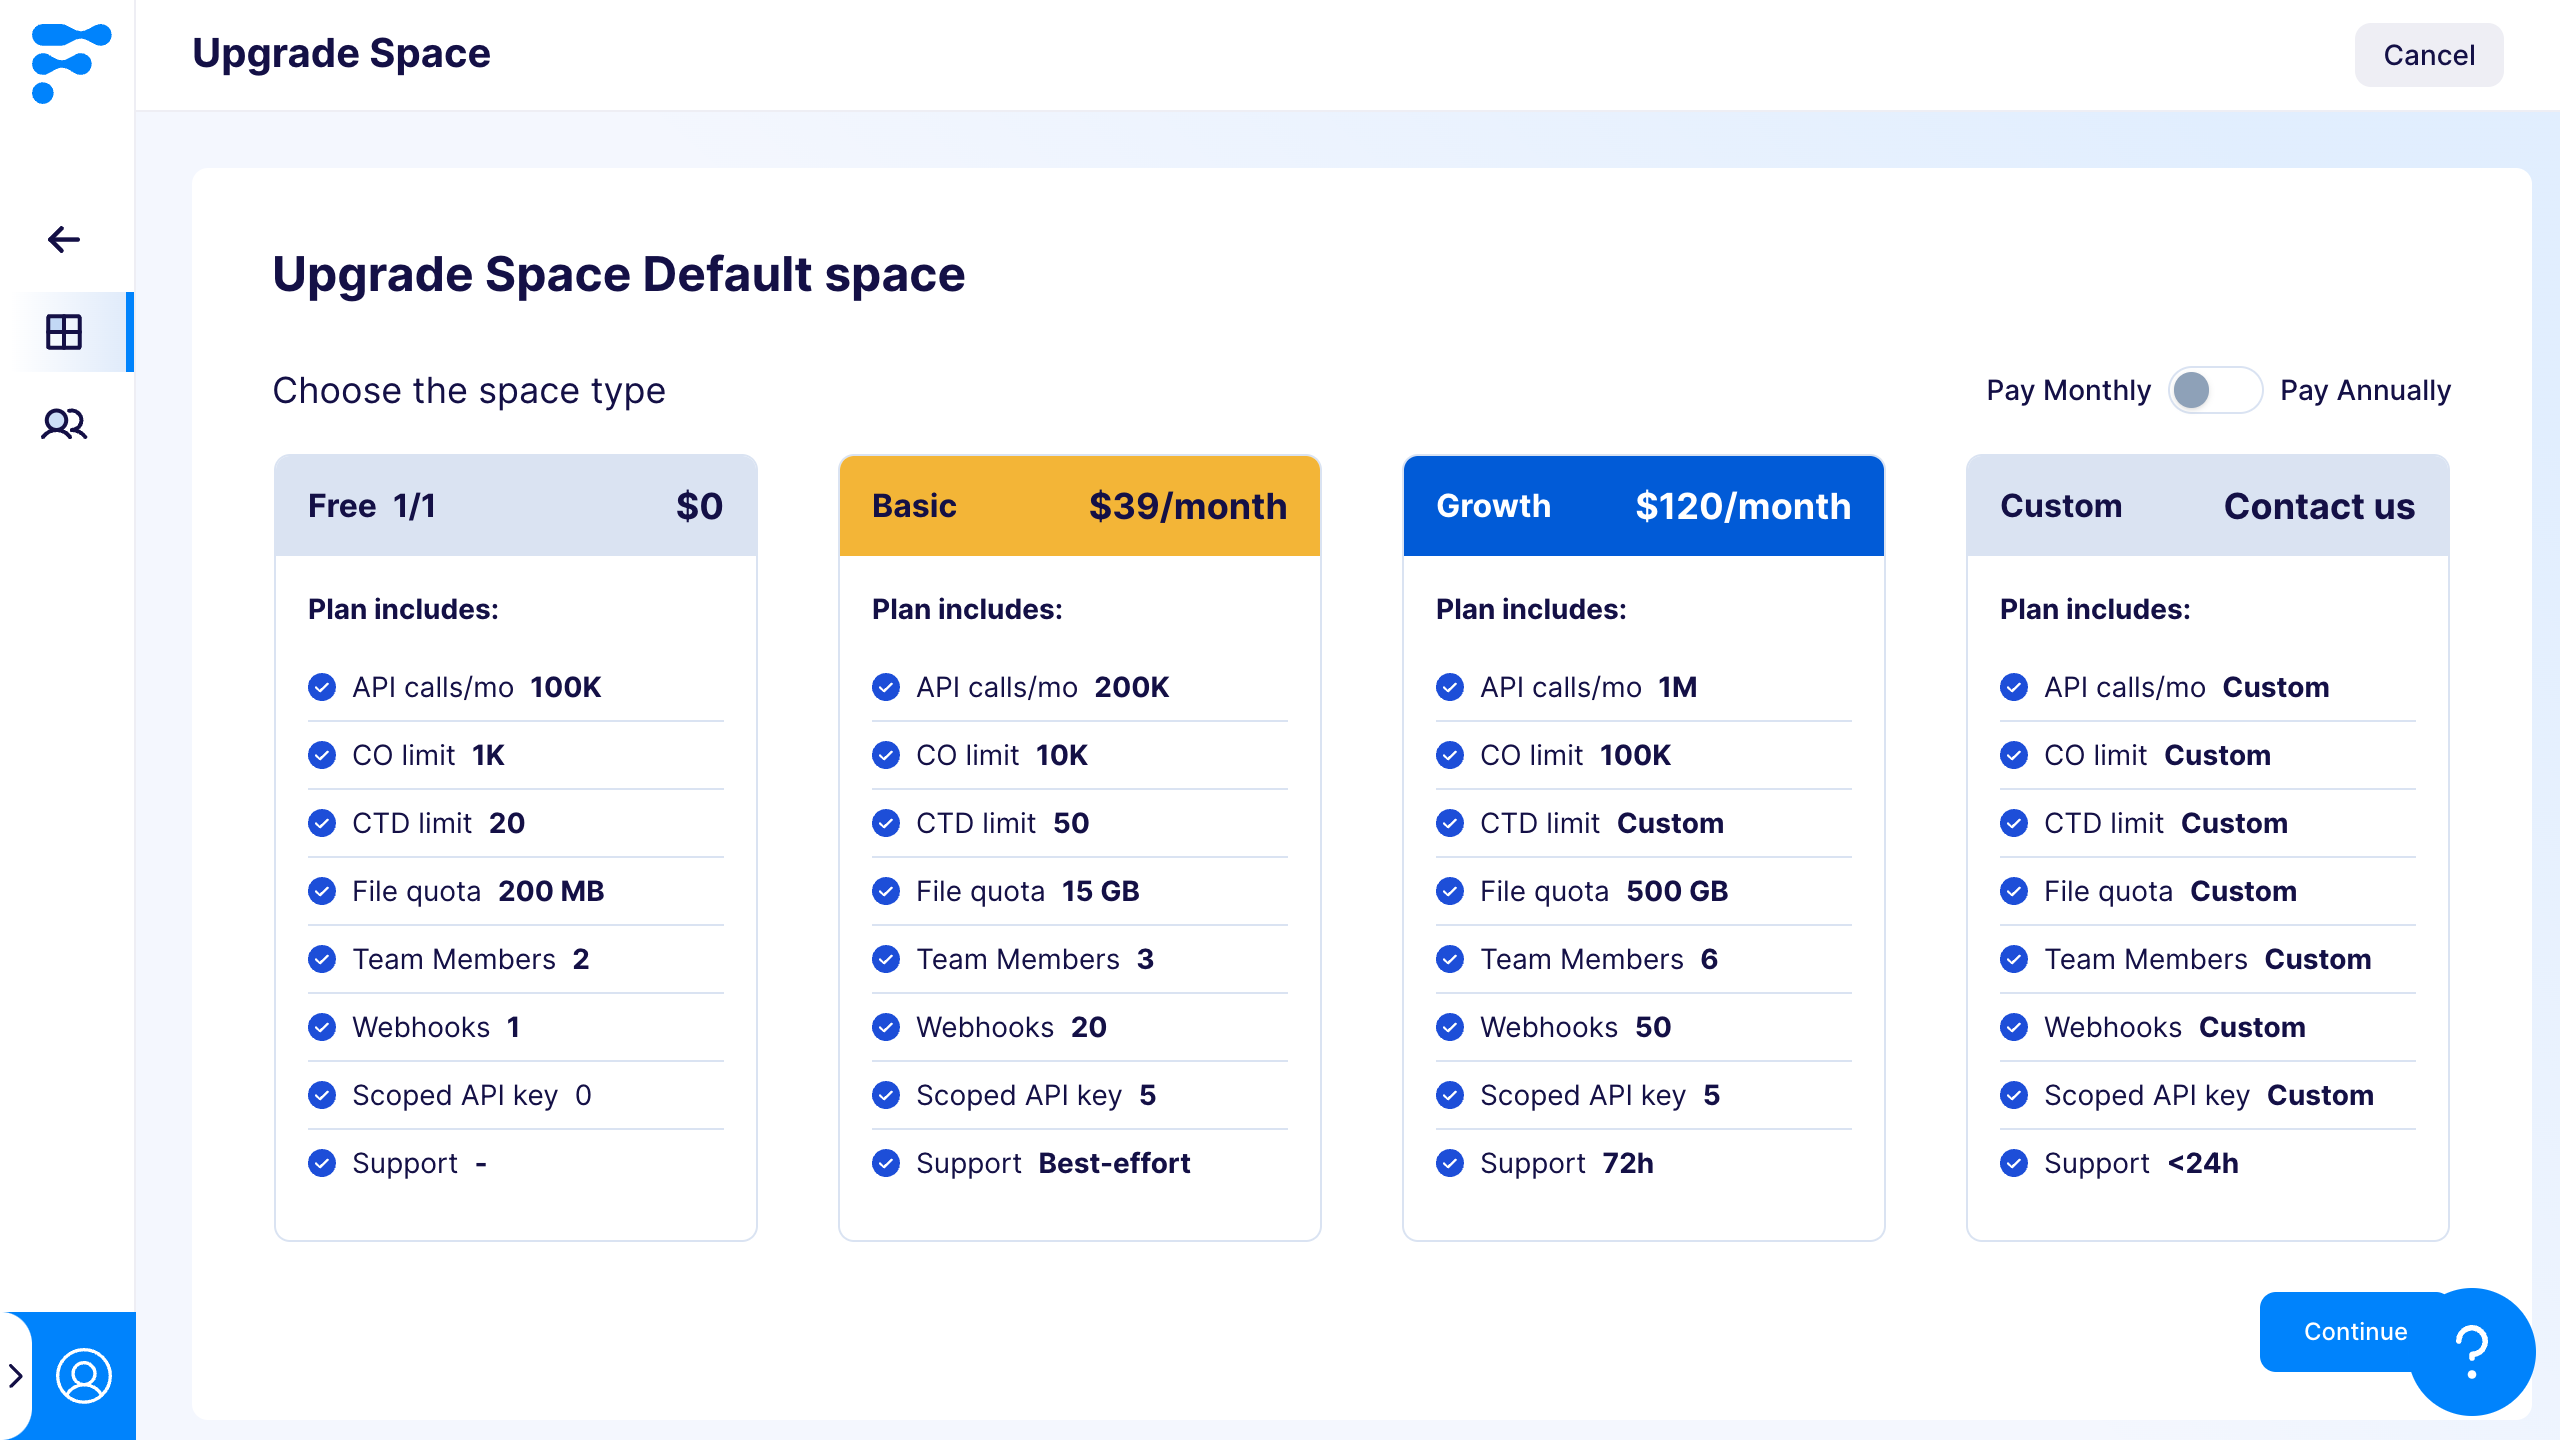 Upgrade Space
Cancel
Upgrade Space Default space
Choose the space type
Pay Monthly
Pay Annually
Free 1/1 $0
Plan includes:
API calls/mo 100K
CO limit 1K
CTD limit 20
File quota 200 MB
Team Members 2
Webhooks 1
Scoped API key 0
Support -
Basic $39/month
Plan includes:
API calls/mo 200K
CO limit 10K
CTD limit 50
File quota 15 GB
Team Members 3
Webhooks 20
Scoped API key 5
Support Best-effort
Growth $120/month
Plan includes:
API calls/mo 1M
CO limit 100K
CTD limit Custom
File quota 500 GB
Team Members 6
Webhooks 50
Scoped API key 5
Support 72h
Custom Contact us
Plan includes:
API calls/mo Custom
CO limit Custom
CTD limit Custom
File quota Custom
Team Members Custom
Webhooks Custom
Scoped API key Custom
Support <24h
Continue
?